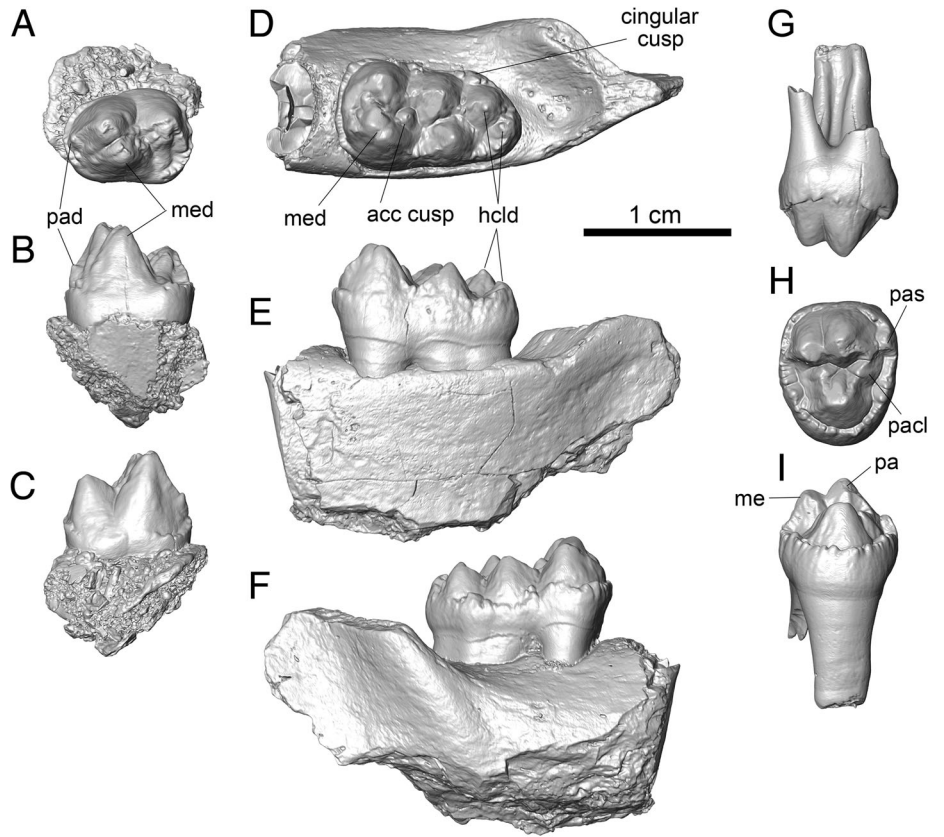 A
D
cingular
cusp
G
pad
med
B
med
acc cusp
hcld
1 cm
H
pas
E
pacl
C
I
pa
me
F